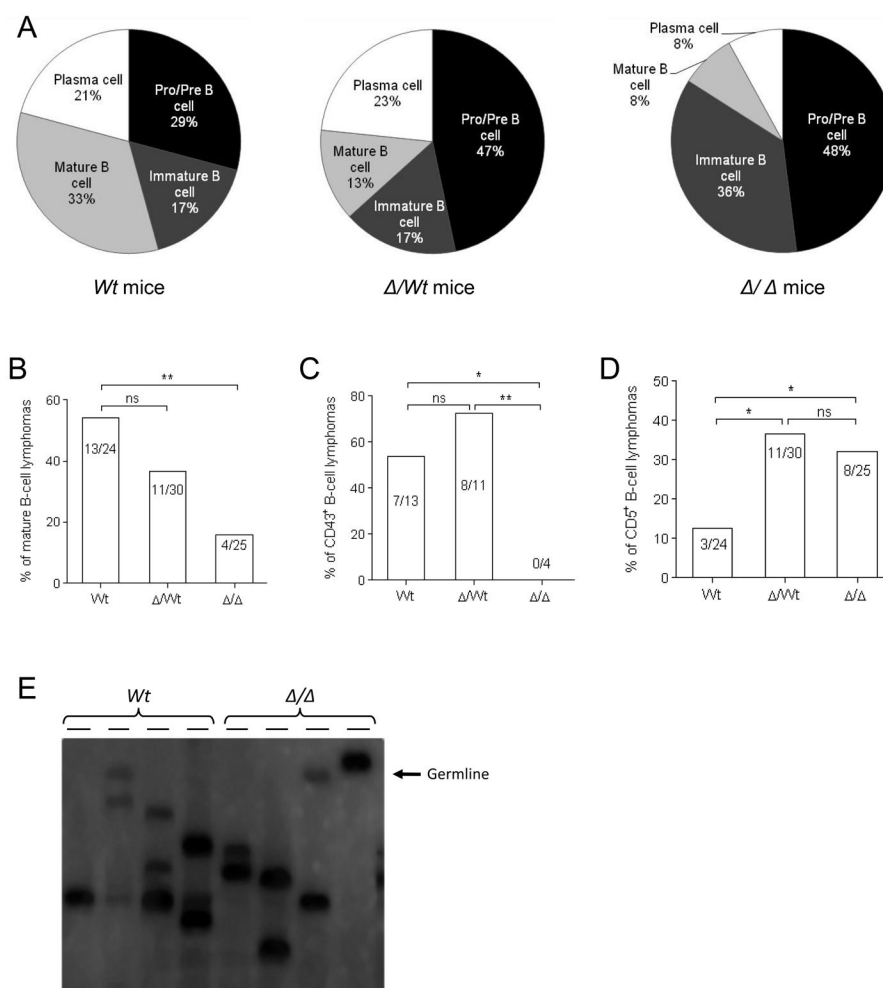 A
Plasma cell
21%
Pro/Pre B
cell
29%
Mature B
cell
33%
Immature B
cell
17%
Wt mice
Plasma cell
23%
Pro/Pre B
cell
47%
Mature B
cell
13%
Immature B
cell
17%
Δ/Wt mice
Plasma cell
8%
Mature B
cell
8%
Pro/Pre B
cell
48%
Immature B
cell
36%
Δ/ Δ mice
B
% of mature B-cell lymphomas
60
40
20
0
**
ns
13/24
11/30
4/25
Wt
Δ/Wt
Δ/Δ
C
% of CD43+ B-cell lymphomas
80
60
40
20
0
*
ns
**
7/13
8/11
0/4
Wt
Δ/Wt
Δ/Δ
D
% of CD5+ B-cell lymphomas
50
40
30
20
10
0
*
*
ns
3/24
11/30
8/25
Wt
Δ/Wt
Δ/Δ
E
Wt
Δ/Δ
Germline